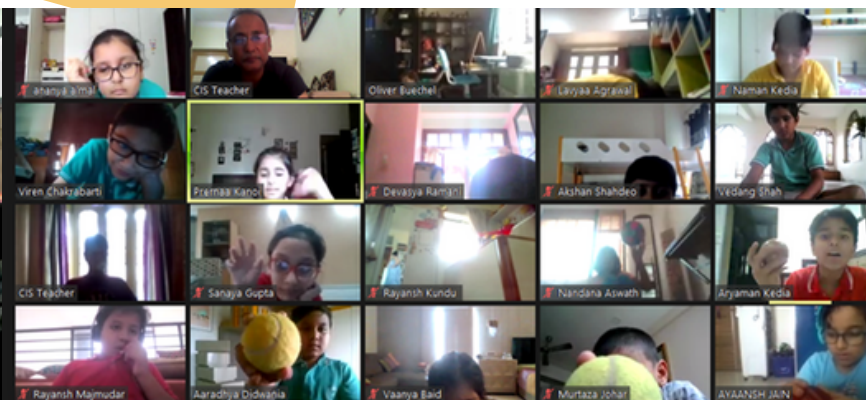 ananya a mal
CIS Teacher
Oliver Buechel
Lavyaa Agrawal
Naman Kedia
Viren Chakrabarti
Premaa Kanoi
Devasya Ramani
Akshan Shahdeo
Vedang Shah
CIS Teacher
Sanaya Gupta
Rayansh Kundu
Nandana Aswath
Aryaman Kedia
Rayansh Majmudar
Aaradhya Didwania
Vaanya Baid
Murtaza Johar
AYAANSH JAIN